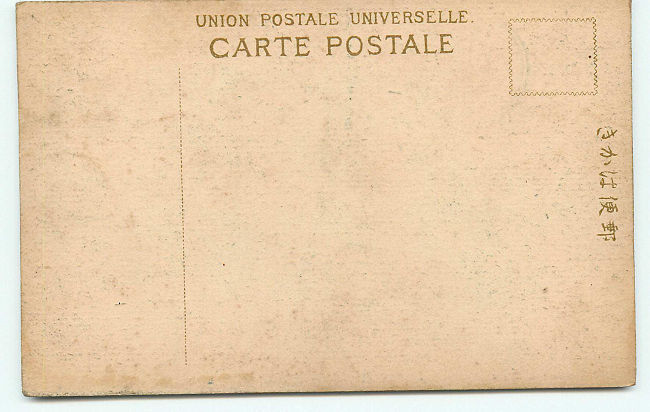 UNION POSTALE UNIVERSELLE.
CARTE POSTALE
郵便はかき